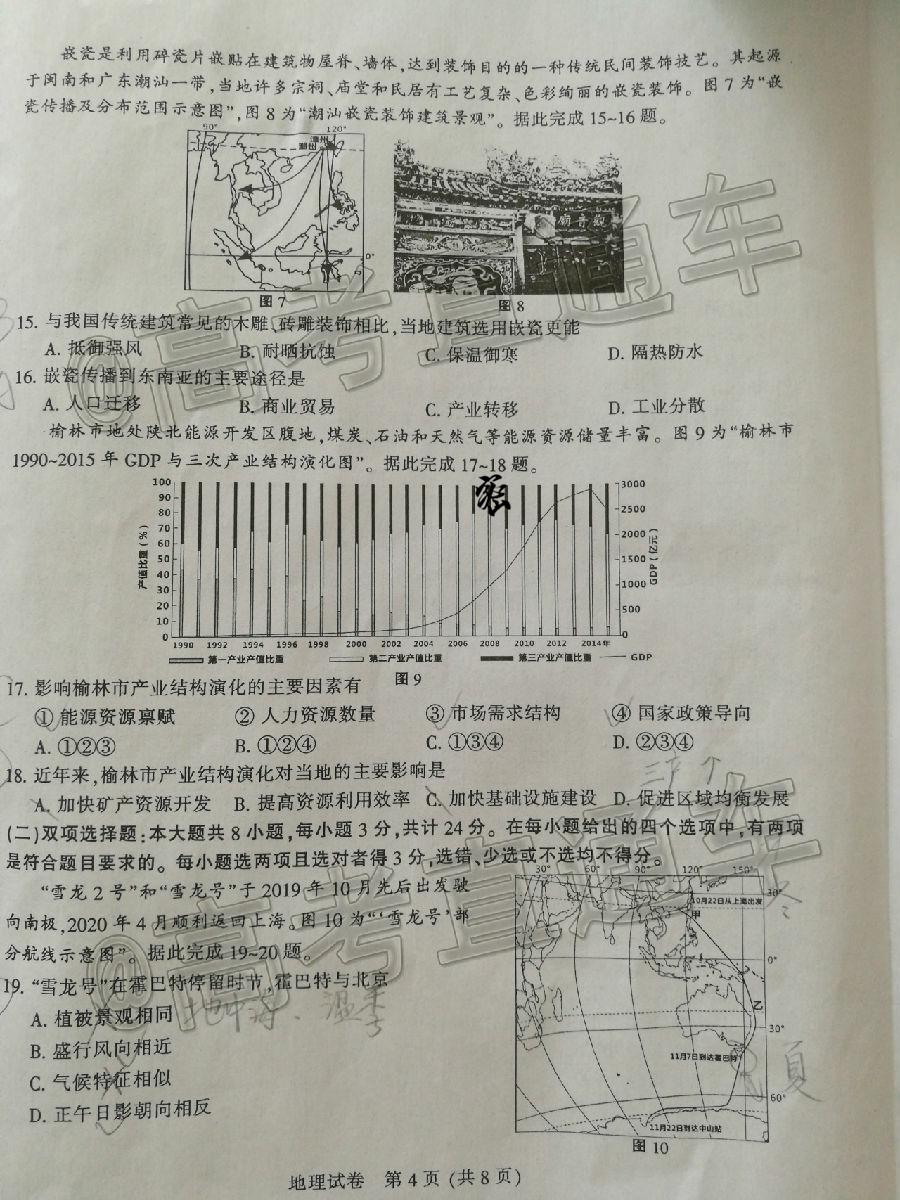 嵌瓷是利用碎瓷片嵌贴在建筑物屋脊、墙体,达到装饰目的的一种传统民间装饰技艺。其起源
于闽南和广东潮汕一带,当地许多宗祠、庙堂和民居有工艺复杂、色彩绚丽的嵌瓷装饰。图7为“嵌
瓷传播及分布范围示意图”,图8为“潮汕嵌瓷装饰建筑景观”。据此完成15~16题。
90° 120°
漳州
潮州
0°
图7
图8
15. 与我国传统建筑常见的木雕、砖雕装饰相比,当地建筑选用嵌瓷更能
A. 抵御强风 B. 耐晒抗蚀 C. 保温御寒 D. 隔热防水
16. 嵌瓷传播到东南亚的主要途径是
A. 人口迁移 B. 商业贸易 C. 产业转移 D. 工业分散
榆林市地处陕北能源开发区腹地,煤炭、石油和天然气等能源资源储量丰富。图9为“榆林市
1990~2015年GDP与三次产业结构演化图”。据此完成17~18题。
产值比重(%)
100
90
80
70
60
50
40
30
20
10
0
3000
2500
2000
1500
1000
500
0
GDP(亿元)
1990 1992 1994 1996 1998 2000 2002 2004 2006 2008 2010 2012 2014年
第一产业产值比重 第二产业产值比重 第三产业产值比重 GDP
图9
17. 影响榆林市产业结构演化的主要因素有
①能源资源禀赋 ②人力资源数量 ③市场需求结构 ④国家政策导向
A. ①②③ B. ①②④ C. ①③④ D. ②③④
18. 近年来,榆林市产业结构演化对当地的主要影响是
A. 加快矿产资源开发 B. 提高资源利用效率 C. 加快基础设施建设 D. 促进区域均衡发展
(二)双项选择题:本大题共8小题,每小题3分,共计24分。在每小题给出的四个选项中,有两项
是符合题目要求的。每小题选两项且选对者得3分,选错、少选或不选均不得分。
“雪龙2号”和“雪龙号”于2019年10月先后出发驶
向南极,2020年4月顺利返回上海。图10为“‘雪龙号’部
分航线示意图”。据此完成19~20题。
30° 60° 90° 120° 150°
30°
10月22日从上海出发
甲
0°
乙
30°
11月7日到达霍巴特
60°
11月22日到达中山站
图10
19. “雪龙号”在霍巴特停留时节,霍巴特与北京
A. 植被景观相同
B. 盛行风向相近
C. 气候特征相似
D. 正午日影朝向相反
冬
夏
地理试卷 第4页(共8页)
@高考直通车
@高考直通车